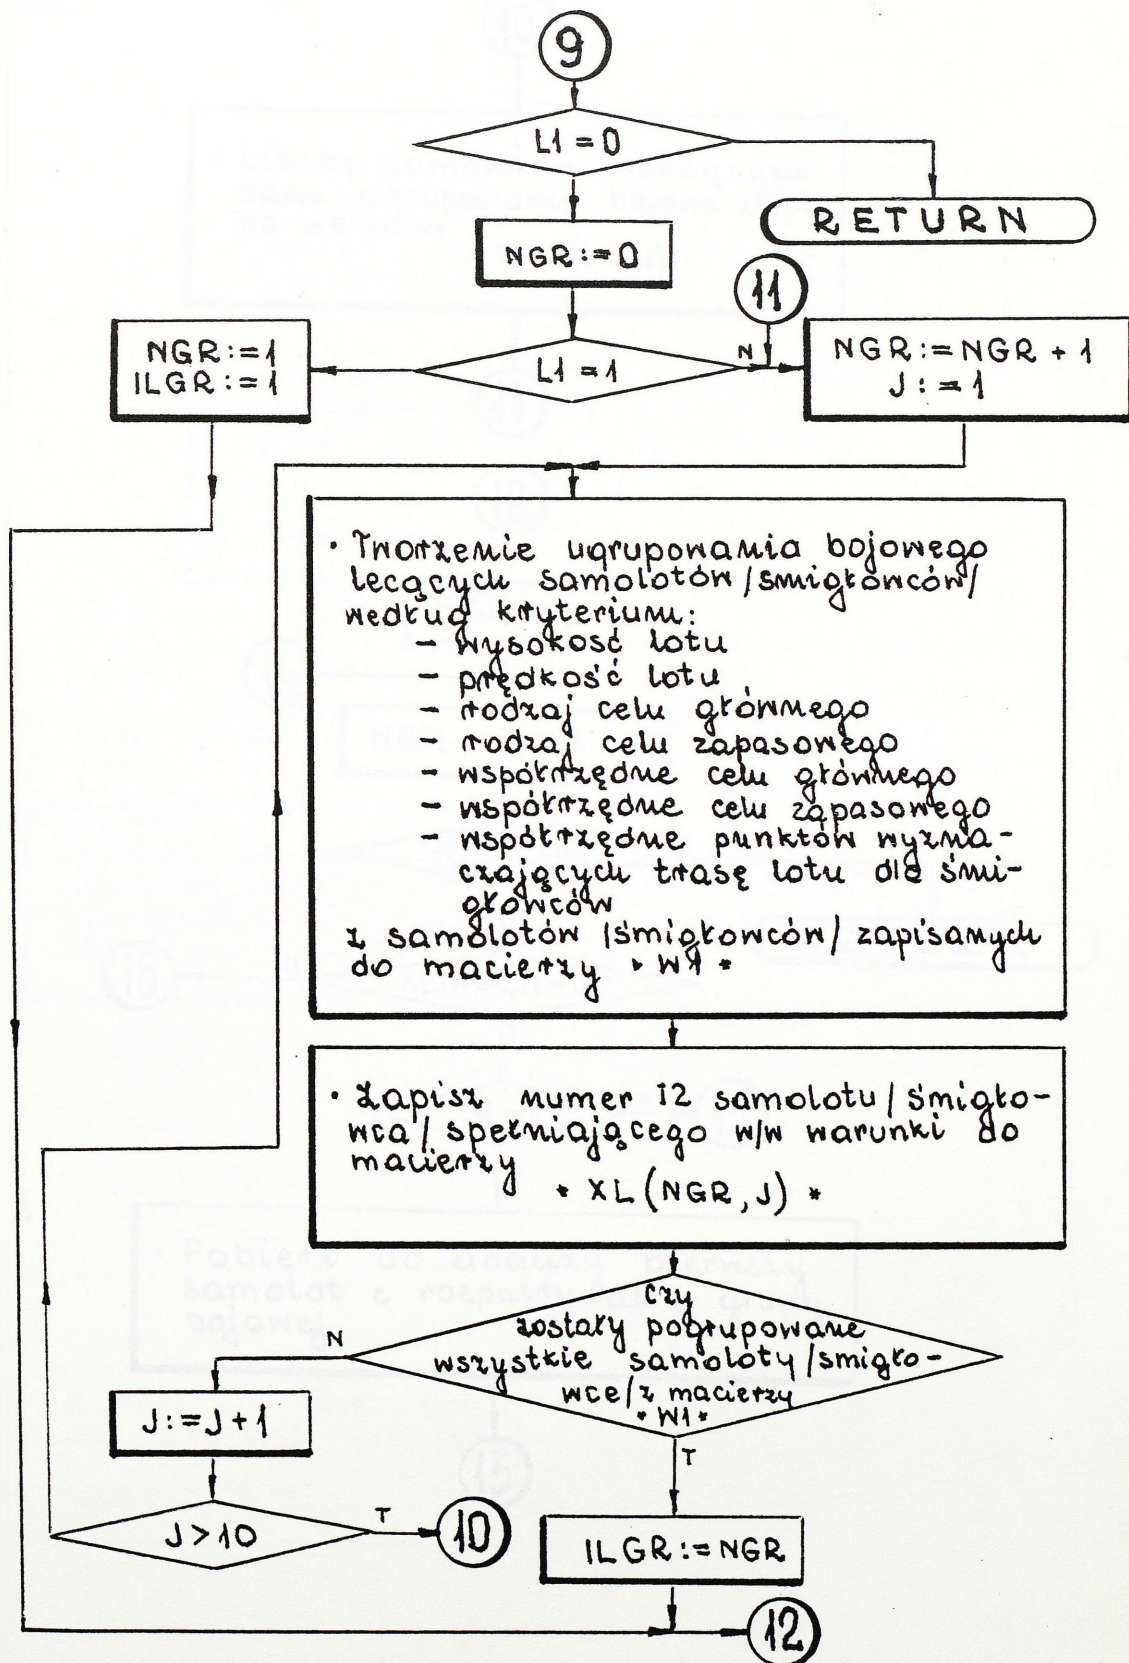 9
L1 = 0
RETURN
NGR := 0
11
NGR := 1
ILGR := 1
L1 = 1
N
NGR := NGR + 1
J := 1
• Tworzenie ugrupowania bojowego
lecących samolotów /śmigłowców/
według kryterium:
- wysokość lotu
- prędkość lotu
- rodzaj celu głównego
- rodzaj celu zapasowego
- współrzędne celu głównego
- współrzędne celu zapasowego
- współrzędne punktów wyzna-
czających trasę lotu dla śmi-
głowców
z samolotów /śmigłowców/ zapisanych
do macierzy * W1 *
• Zapisz numer I2 samolotu /śmigło-
wca/ spełniającego w/w warunki do
macierzy
* XL (NGR, J) *
czy
zostały pogrupowane
wszystkie samoloty /śmigło-
wce/ z macierzy
* W1 *
N
T
J := J + 1
J > 10
T
10
ILGR := NGR
12